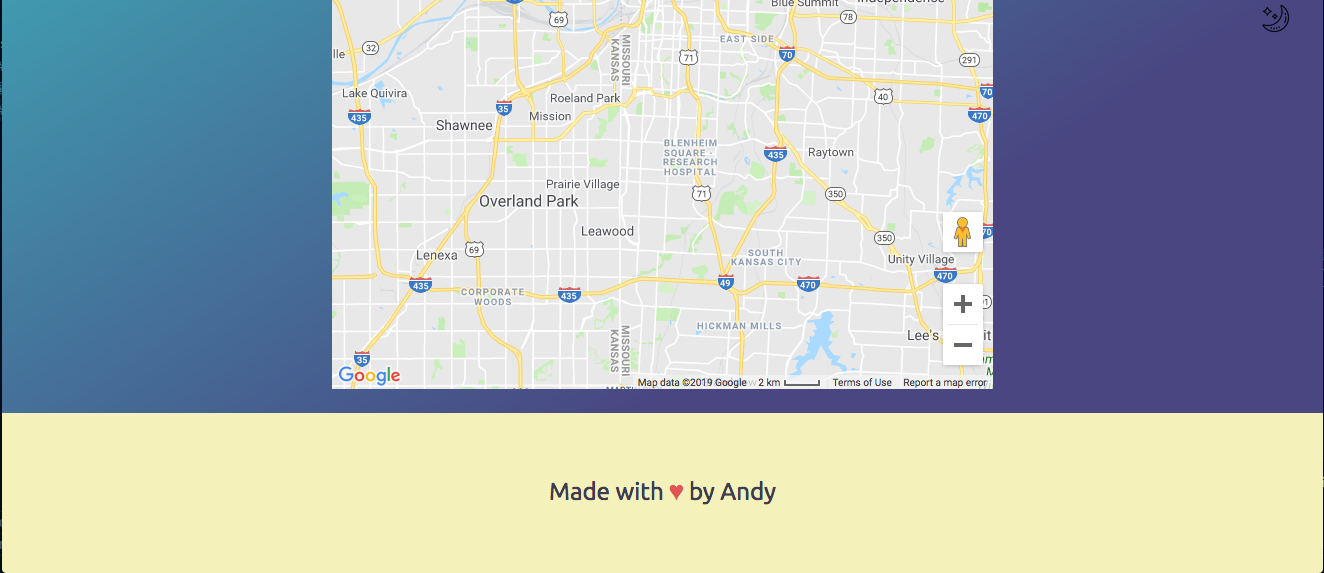 69
Blue Summit
78
EAST SIDE
32
MISSOURI
KANSAS
71
70
291
Lake Quivira
70
Roeland Park
40
35
435
Mission
470
Shawnee
BLENHEIM
SQUARE -
RESEARCH
HOSPITAL
435
Raytown
Prairie Village
71
350
Overland Park
Leawood
70
350
69
Lenexa
SOUTH
KANSAS CITY
Unity Village
470
435
49
470
CORPORATE
WOODS
435
HICKMAN MILLS
Lee's
MISSOURI
KANSAS
35
Google
Map data ©2019 Google
2 km
Terms of Use
Report a map error
Made with ♥ by Andy